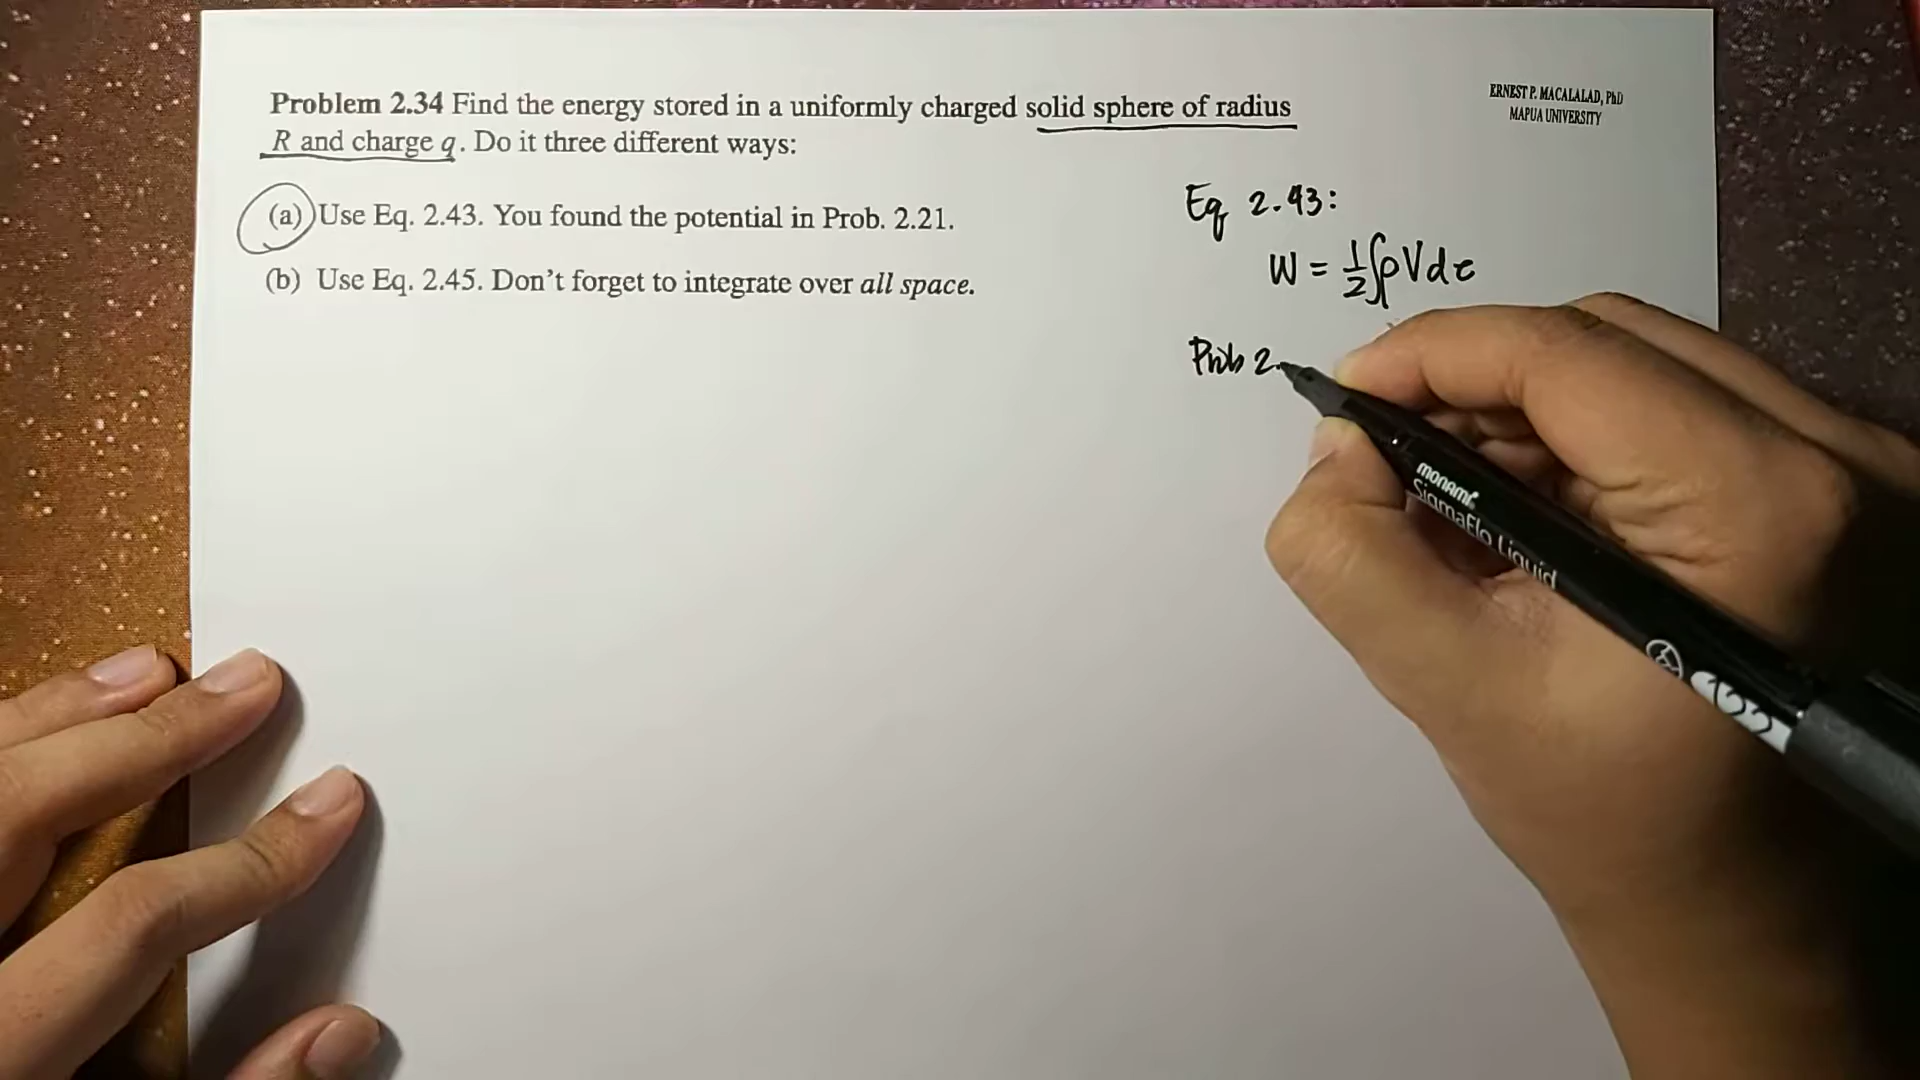 Problem 2.34 Find the energy stored in a uniformly charged solid sphere of radius
R and charge q. Do it three different ways:
(a) Use Eq. 2.43. You found the potential in Prob. 2.21.
(b) Use Eq. 2.45. Don't forget to integrate over all space.
ERNEST P. MACALALAD, PhD
MAPUA UNIVERSITY
Eq 2.43:
W = 1/2 ∫ρVdτ
Prob 2.
monami
SigmaFlo Liquid